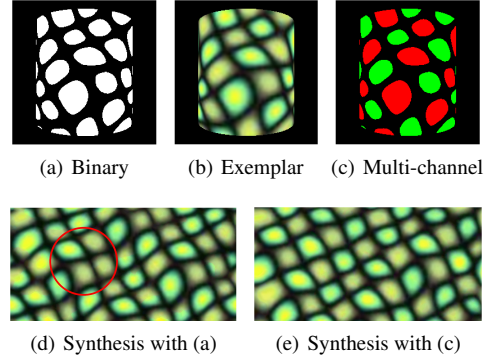 (a) Binary
(b) Exemplar
(c) Multi-channel
(d) Synthesis with (a)
(e) Synthesis with (c)